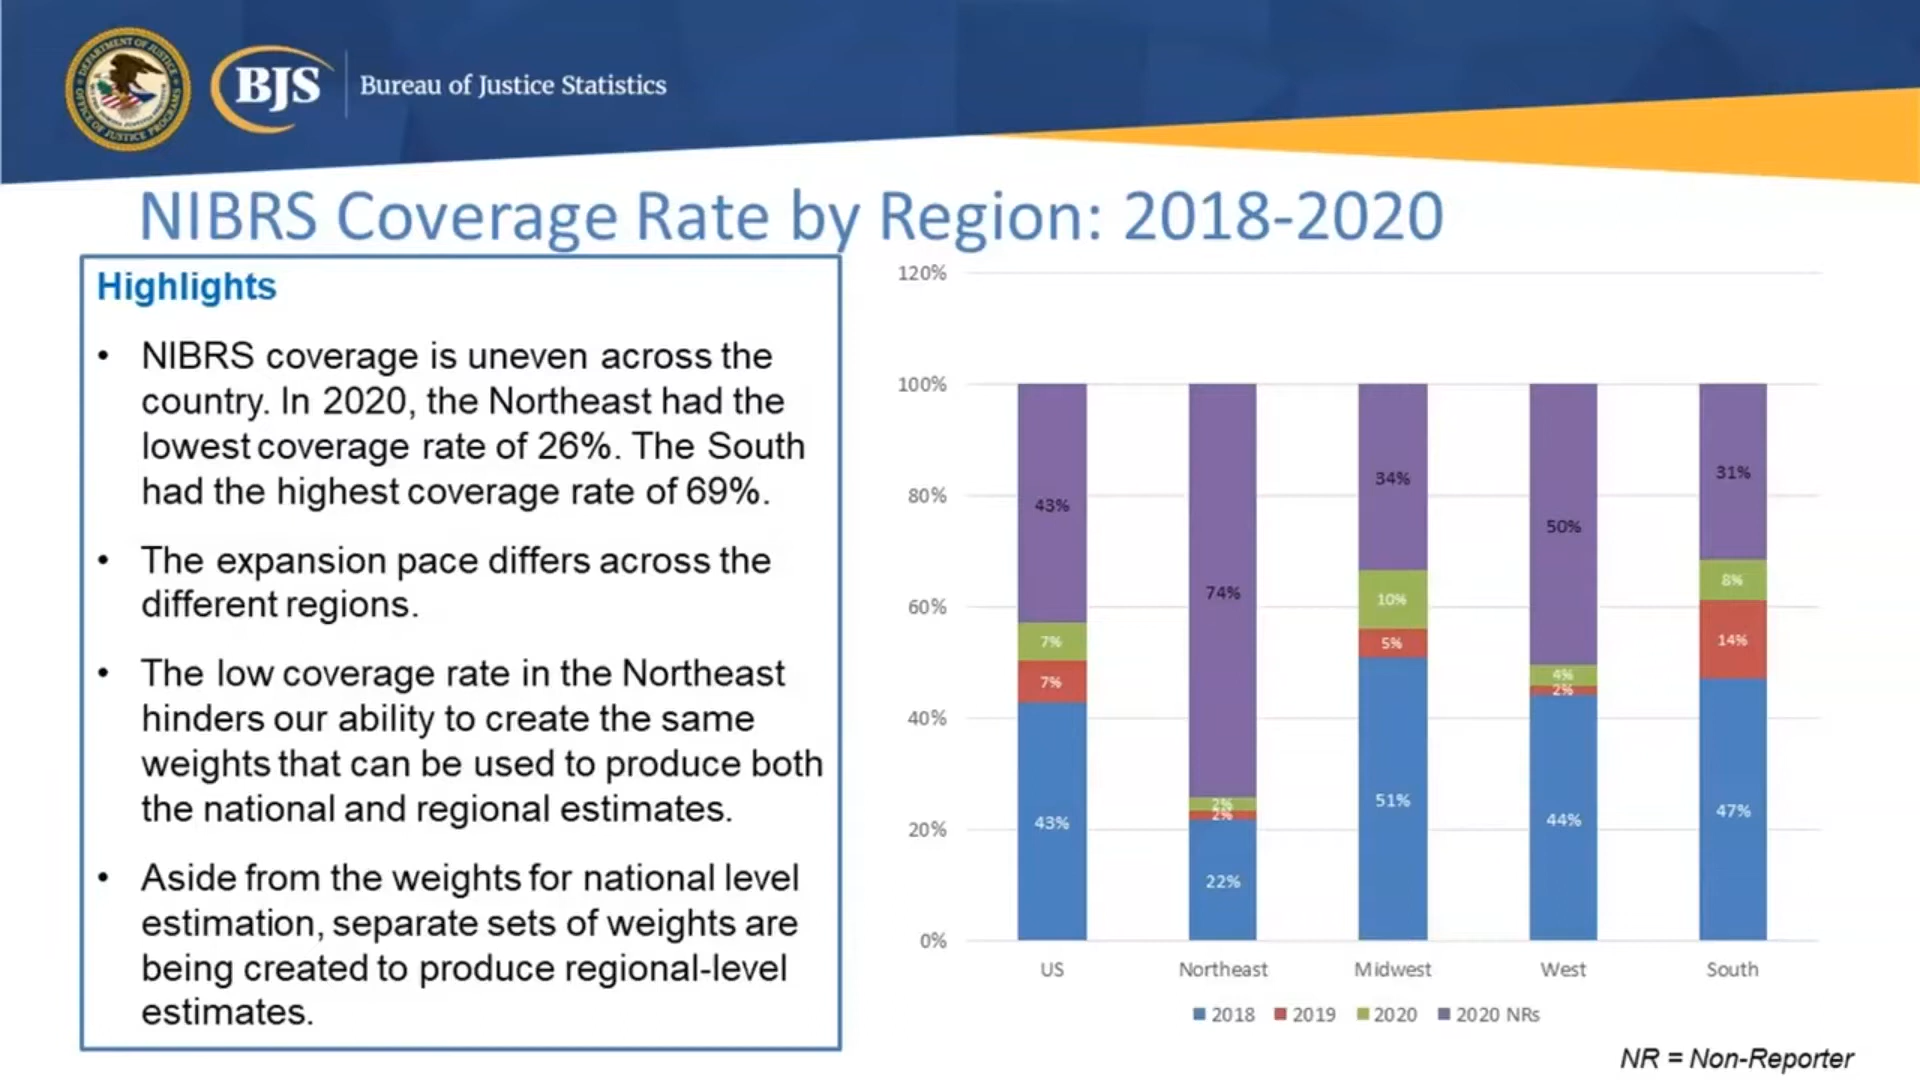 DEPARTMENT OF JUSTICE
OFFICE OF JUSTICE PROGRAMS
BJS
Bureau of Justice Statistics
NIBRS Coverage Rate by Region: 2018-2020
Highlights
• NIBRS coverage is uneven across the
country. In 2020, the Northeast had the
lowest coverage rate of 26%. The South
had the highest coverage rate of 69%.
• The expansion pace differs across the
different regions.
• The low coverage rate in the Northeast
hinders our ability to create the same
weights that can be used to produce both
the national and regional estimates.
• Aside from the weights for national level
estimation, separate sets of weights are
being created to produce regional-level
estimates.
120%
100%
80%
60%
40%
20%
0%
43%
7%
7%
43%
74%
2%
2%
22%
34%
10%
5%
51%
50%
4%
2%
44%
31%
8%
14%
47%
US Northeast Midwest West South
2018 2019 2020 2020 NRs
NR = Non-Reporter